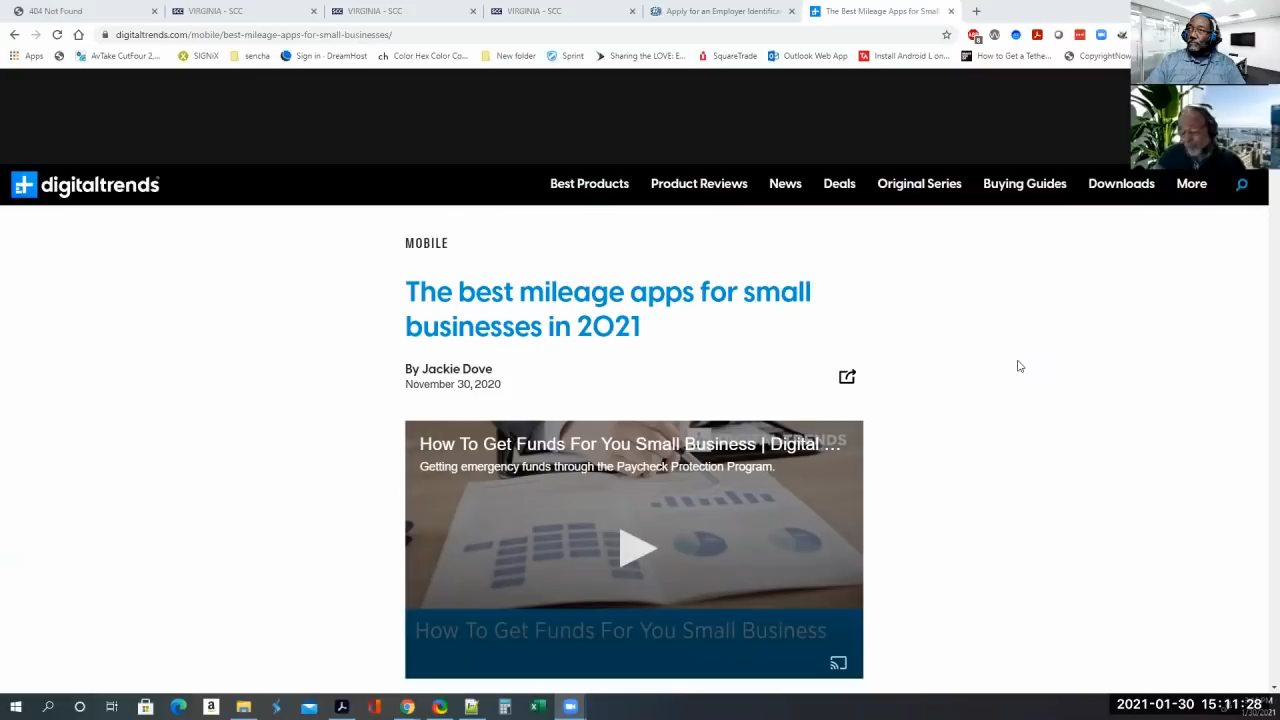 404 Not Found
VIRGINIA - SCC
VIRGINIA - SCC
VIRGINIA - SCC
Apply for an Employer Identifica
The Best Mileage Apps for Small
digitaltrends.com/mobile/best-mileage-apps-for-small-businesses/
Apps
AvTake CutFour 2,...
SIGNiX
sencha
Sign in - DreamHost
Color Hex Color Co...
New folder
Sprint
Sharing the LOVE: E...
SquareTrade
Outlook Web App
Install Android L on...
How to Get a Tethe...
CopyrightNow
digitaltrends
Best Products
Product Reviews
News
Deals
Original Series
Buying Guides
Downloads
More
MOBILE
The best mileage apps for small
businesses in 2021
By Jackie Dove
November 30, 2020
How To Get Funds For You Small Business | Digital ...
Getting emergency funds through the Paycheck Protection Program.
How To Get Funds For You Small Business
2021-01-30 15:11:28
1/30/2021